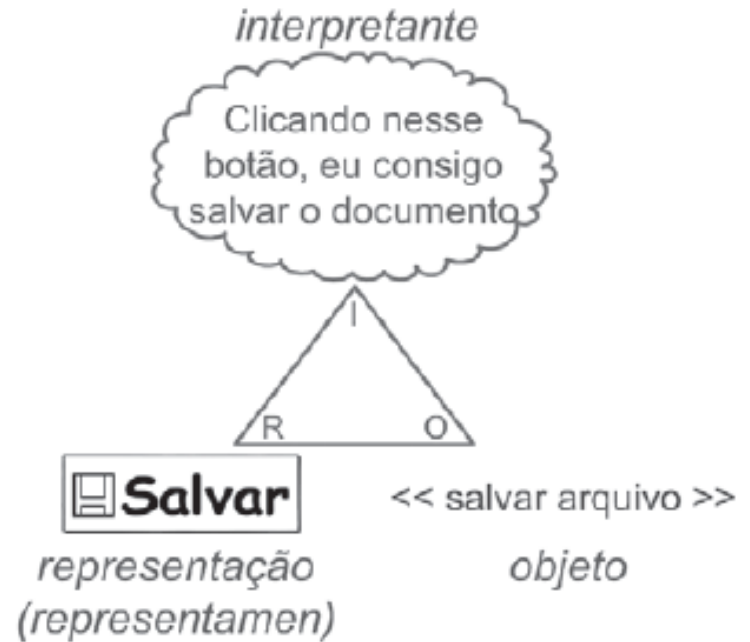 interpretante
Clicando nesse
botão, eu consigo
salvar o documento
I
R O
Salvar << salvar arquivo >>
representação objeto
(representamen)